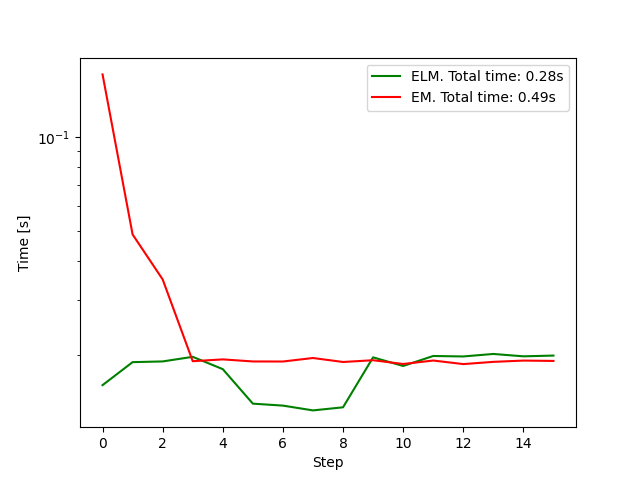 ELM. Total time: 0.28s
EM. Total time: 0.49s
10⁻¹
Time [s]
0 2 4 6 8 10 12 14
Step